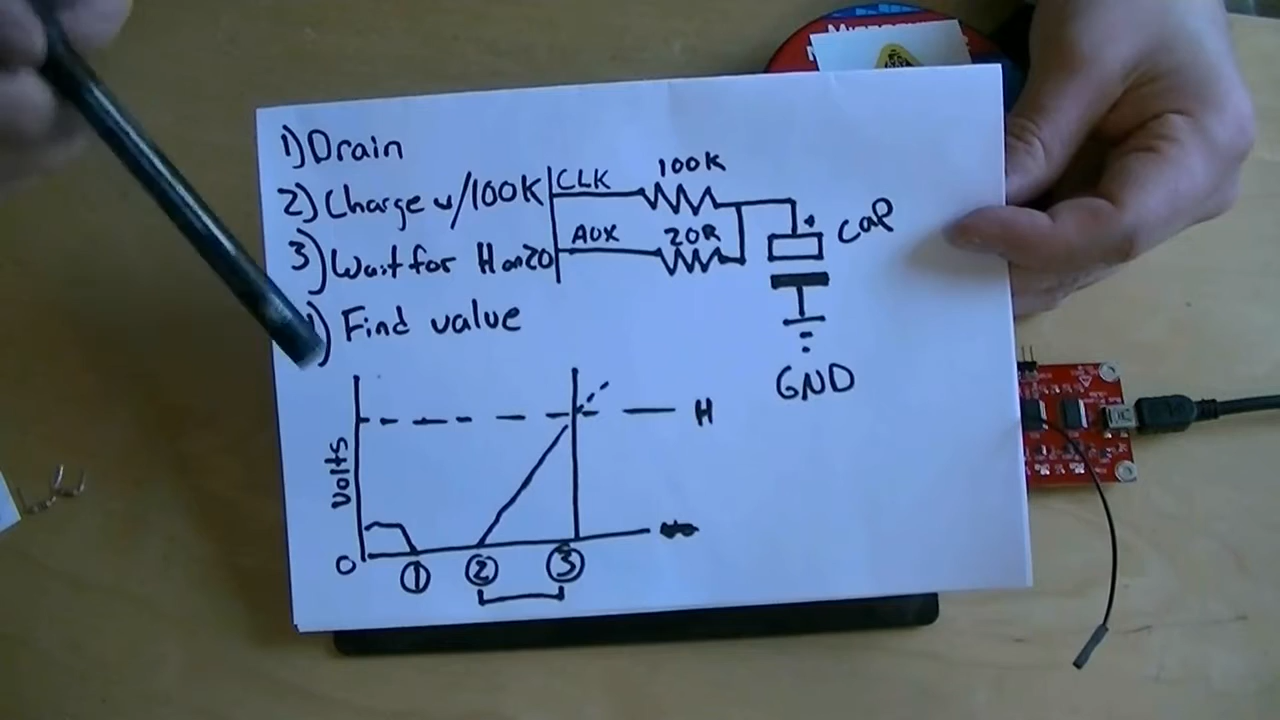 1) Drain
2) Charge w/100K
3) Wait for H on 20
) Find value
CLK
100K
AUX
20R
+
CaP
GND
Volts
H
0
1
2
3